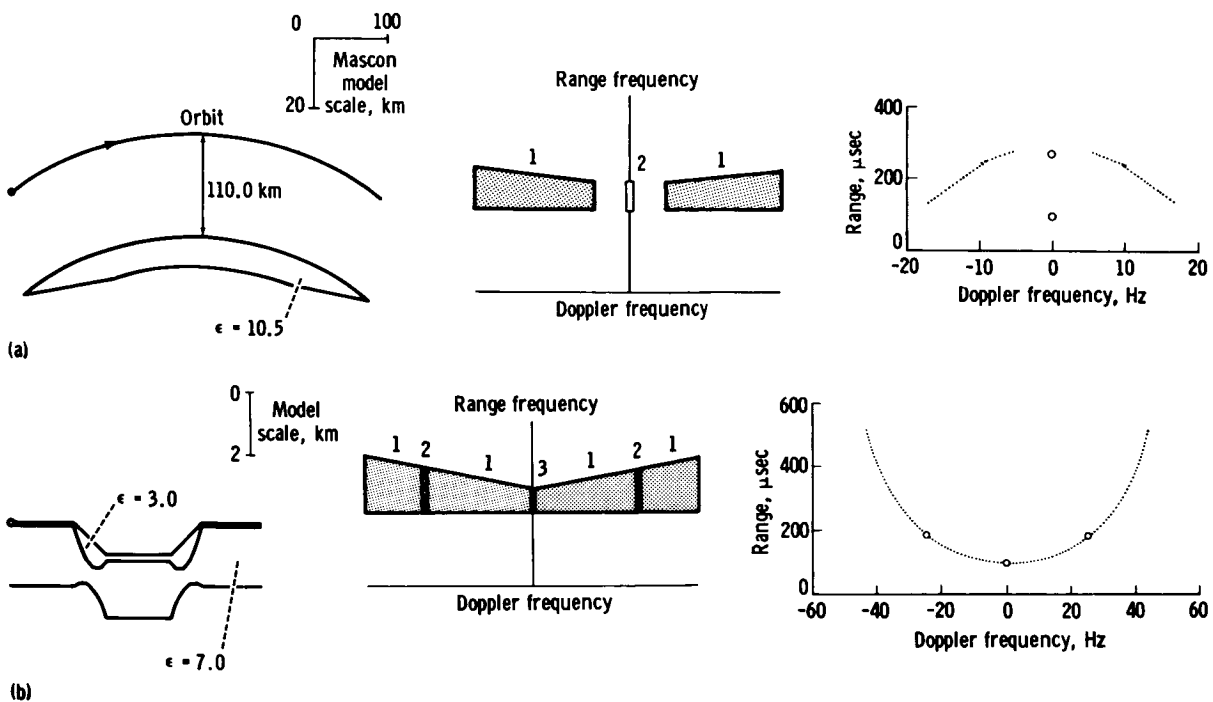 0 100
Mascon
model
20 scale, km
Orbit
110.0 km
ϵ = 10.5
(a)
Range frequency
1 2 1
Doppler frequency
Range, μsec
400
200
0
-20 -10 0 10 20
Doppler frequency, Hz
0
Model
2 scale, km
ϵ = 3.0
ϵ = 7.0
(b)
Range frequency
1 2 1 3 1 2 1
Doppler frequency
Range, μsec
600
400
200
0
-60 -40 -20 0 20 40 60
Doppler frequency, Hz